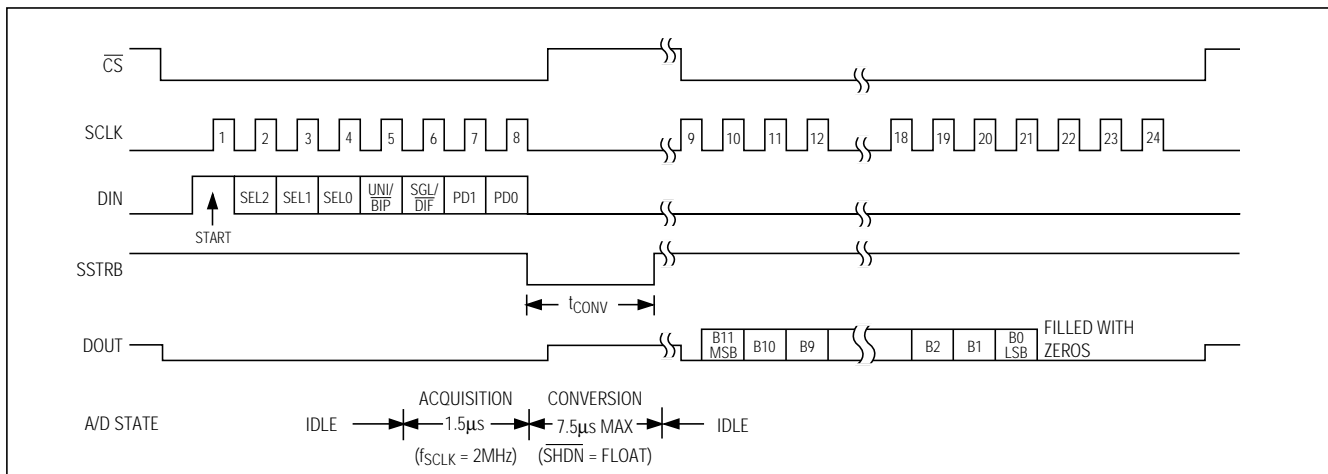 CS
SCLK 1 2 3 4 5 6 7 8 9 10 11 12 18 19 20 21 22 23 24
DIN SEL2 SEL1 SEL0 UNI/BIP SGL/DIF PD1 PD0
START
SSTRB
tCONV
DOUT B11 MSB B10 B9 B2 B1 B0 LSB FILLED WITH ZEROS
A/D STATE IDLE ACQUISITION 1.5µs (fSCLK = 2MHz) CONVERSION 7.5µs MAX (SHDN = FLOAT) IDLE